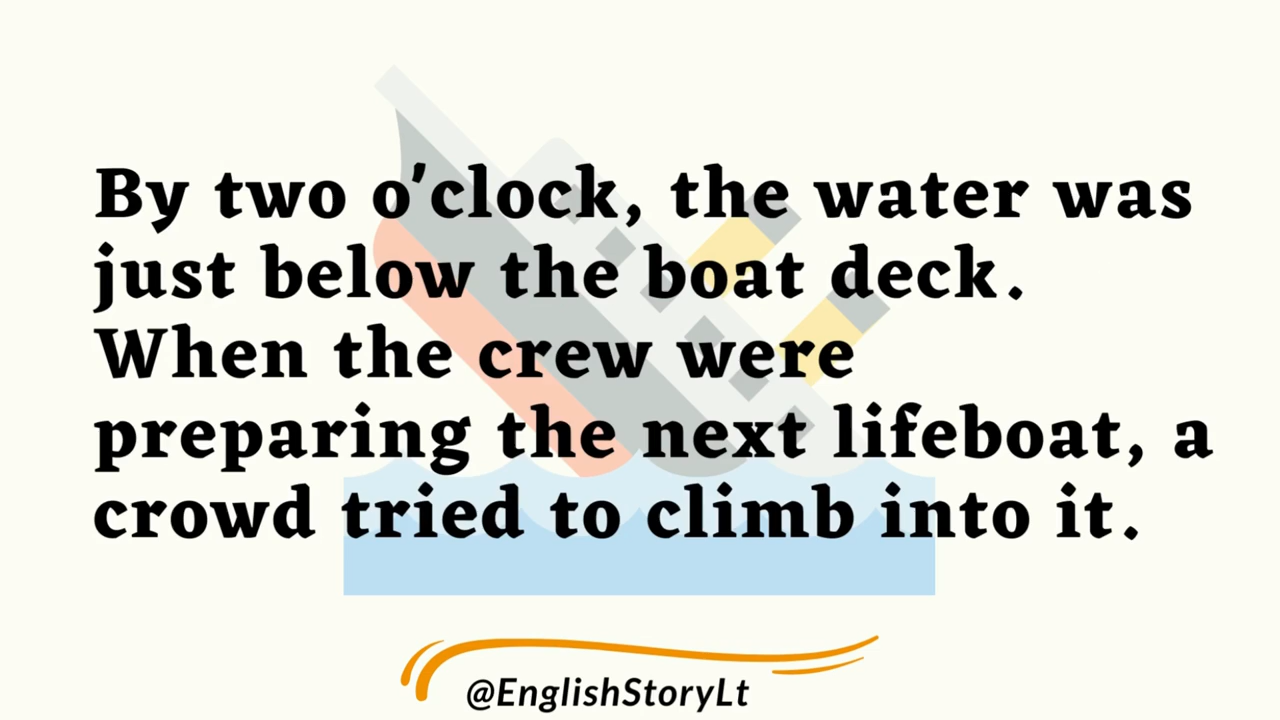 By two o'clock, the water was
just below the boat deck.
When the crew were
preparing the next lifeboat, a
crowd tried to climb into it.
@EnglishStoryLt